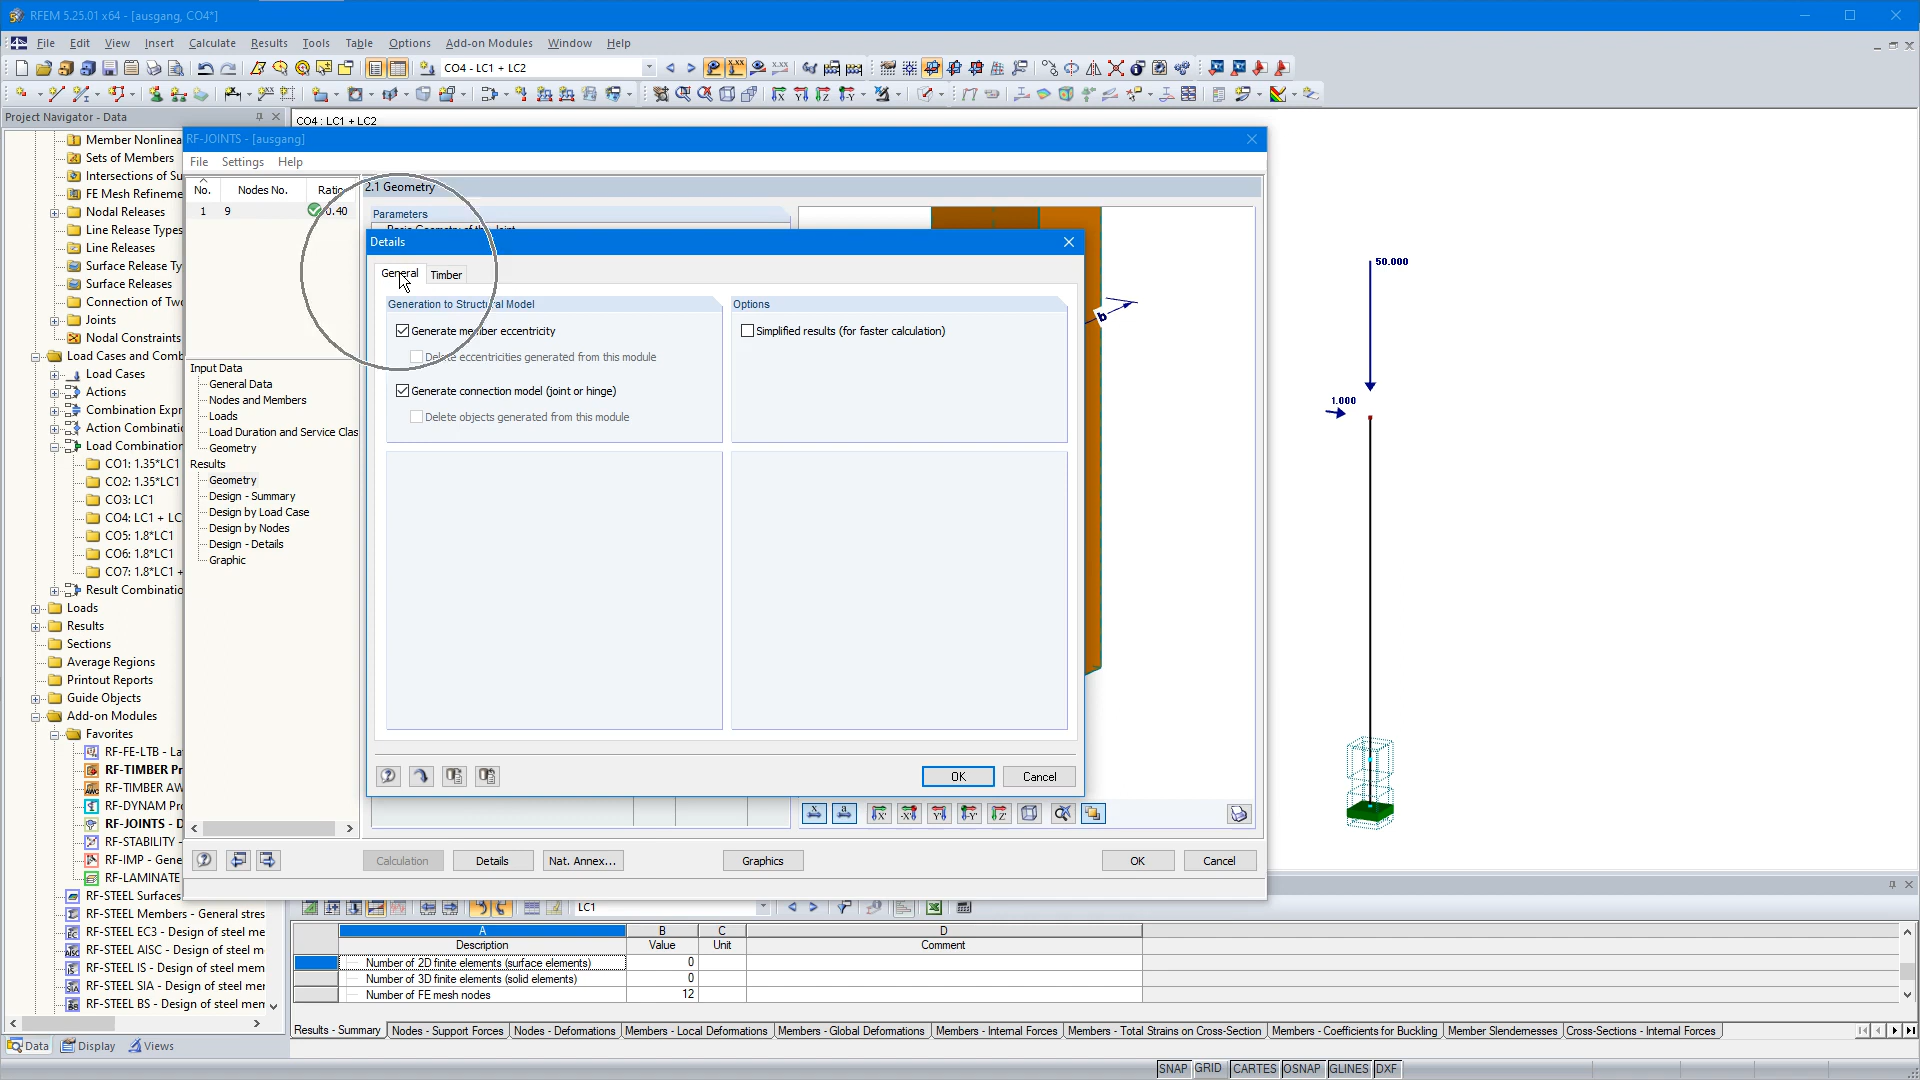 RFEM 5.25.01 x64 - [ausgang, CO4*]
File Edit View Insert Calculate Results Tools Table Options Add-on Modules Window Help
CO4 - LC1 + LC2
Project Navigator - Data
CO4 : LC1 + LC2
Member Nonlinea
Sets of Members
Intersections of Su
FE Mesh Refineme
Nodal Releases
Line Release Types
Line Releases
Surface Release Ty
Surface Releases
Connection of Two
Joints
Nodal Constraints
Load Cases and Comb
Load Cases
Actions
Combination Expr
Action Combinatio
Load Combination
CO1: 1.35*LC1
CO2: 1.35*LC1
CO3: LC1
CO4: LC1 + LC
CO5: 1.8*LC1
CO6: 1.8*LC1
CO7: 1.8*LC1 +
Result Combinatio
Loads
Results
Sections
Average Regions
Printout Reports
Guide Objects
Add-on Modules
Favorites
RF-FE-LTB - La
RF-TIMBER Pr
RF-TIMBER AW
RF-DYNAM Pro
RF-JOINTS - D
RF-STABILITY -
RF-IMP - Gene
RF-LAMINATE
RF-STEEL Surfaces
RF-STEEL Members - General stres
RF-STEEL EC3 - Design of steel me
RF-STEEL AISC - Design of steel m
RF-STEEL IS - Design of steel mem
RF-STEEL SIA - Design of steel mer
RF-STEEL BS - Design of steel mem
Data Display Views
RF-JOINTS - [ausgang]
File Settings Help
No. Nodes No. Ratio
1 9 0.40
Input Data
General Data
Nodes and Members
Loads
Load Duration and Service Clas
Geometry
Results
Geometry
Design - Summary
Design by Load Case
Design by Nodes
Design - Details
Graphic
2.1 Geometry
Parameters
Basic Geometry of the Joint
Details
General Timber
Generation to Structural Model
Generate member eccentricity
Delete eccentricities generated from this module
Generate connection model (joint or hinge)
Delete objects generated from this module
Options
Simplified results (for faster calculation)
OK Cancel
b
50.000
1.000
Calculation Details Nat. Annex... Graphics OK Cancel
LC1
A B C D
Description Value Unit Comment
Number of 2D finite elements (surface elements) 0
Number of 3D finite elements (solid elements) 0
Number of FE mesh nodes 12
Results - Summary Nodes - Support Forces Nodes - Deformations Members - Local Deformations Members - Global Deformations Members - Internal Forces Members - Total Strains on Cross-Section Members - Coefficients for Buckling Member Slendernesses Cross-Sections - Internal Forces
SNAP GRID CARTES OSNAP GLINES DXF